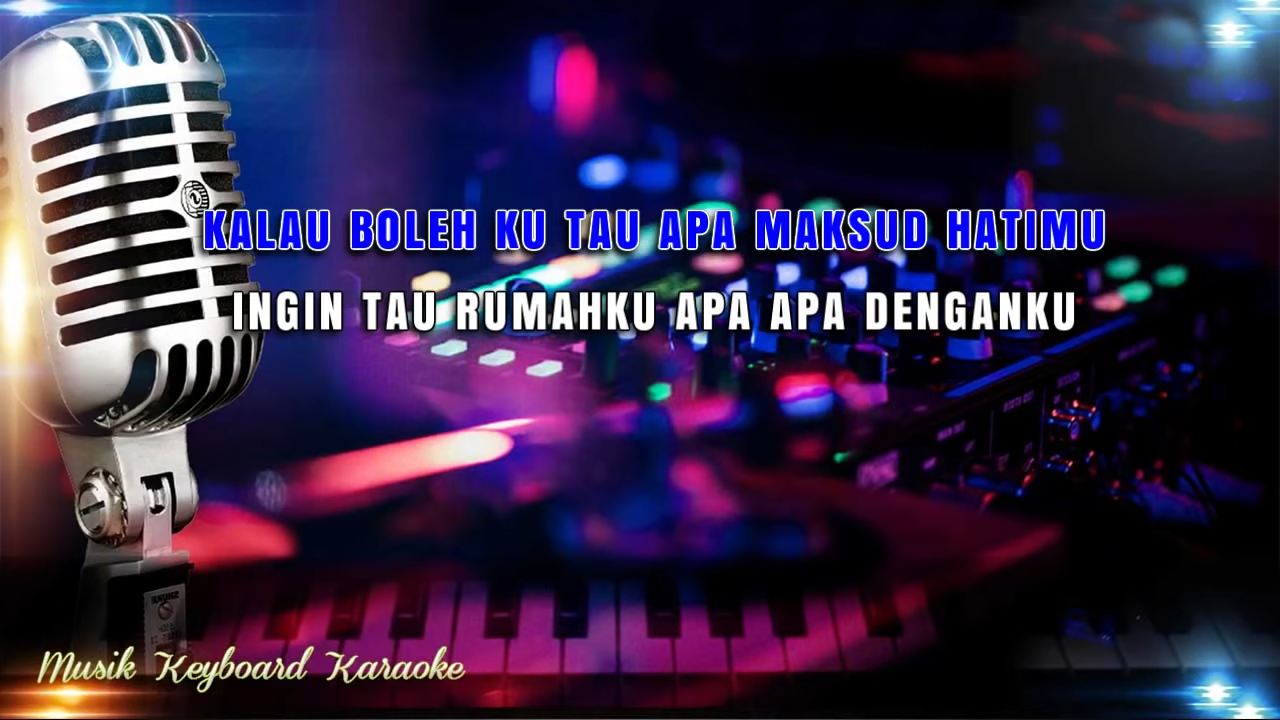 KALAU BOLEH KU TAU APA MAKSUD HATIMU
INGIN TAU RUMAHKU APA APA DENGANKU
Musik Keyboard Karaoke